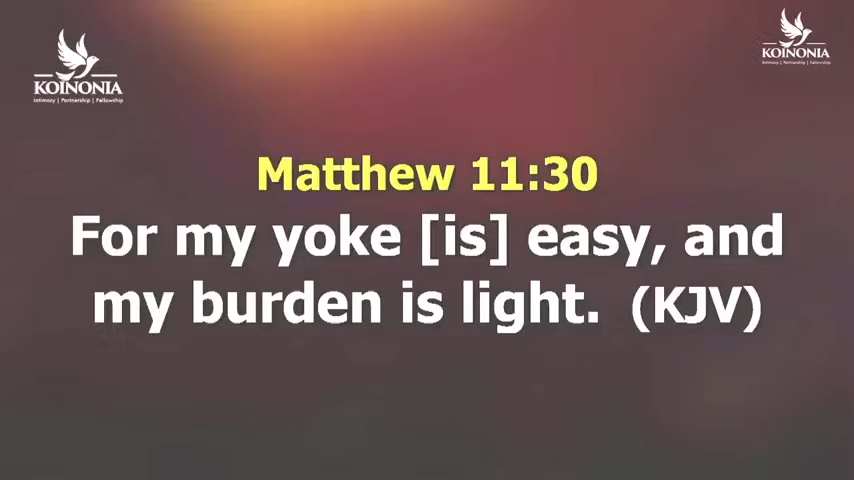 KOINONIA
Intimacy | Partnership | Fellowship
KOINONIA
Intimacy | Partnership | Fellowship
Matthew 11:30
For my yoke [is] easy, and
my burden is light. (KJV)